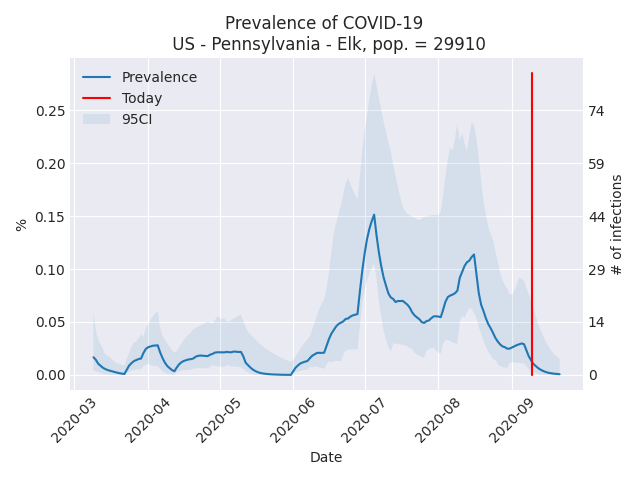 Prevalence of COVID-19
US - Pennsylvania - Elk, pop. = 29910
Prevalence
Today
95CI
0.25
0.20
0.15
0.10
0.05
0.00
%
74
59
44
29
14
0
# of infections
2020-03
2020-04
2020-05
2020-06
2020-07
2020-08
2020-09
Date